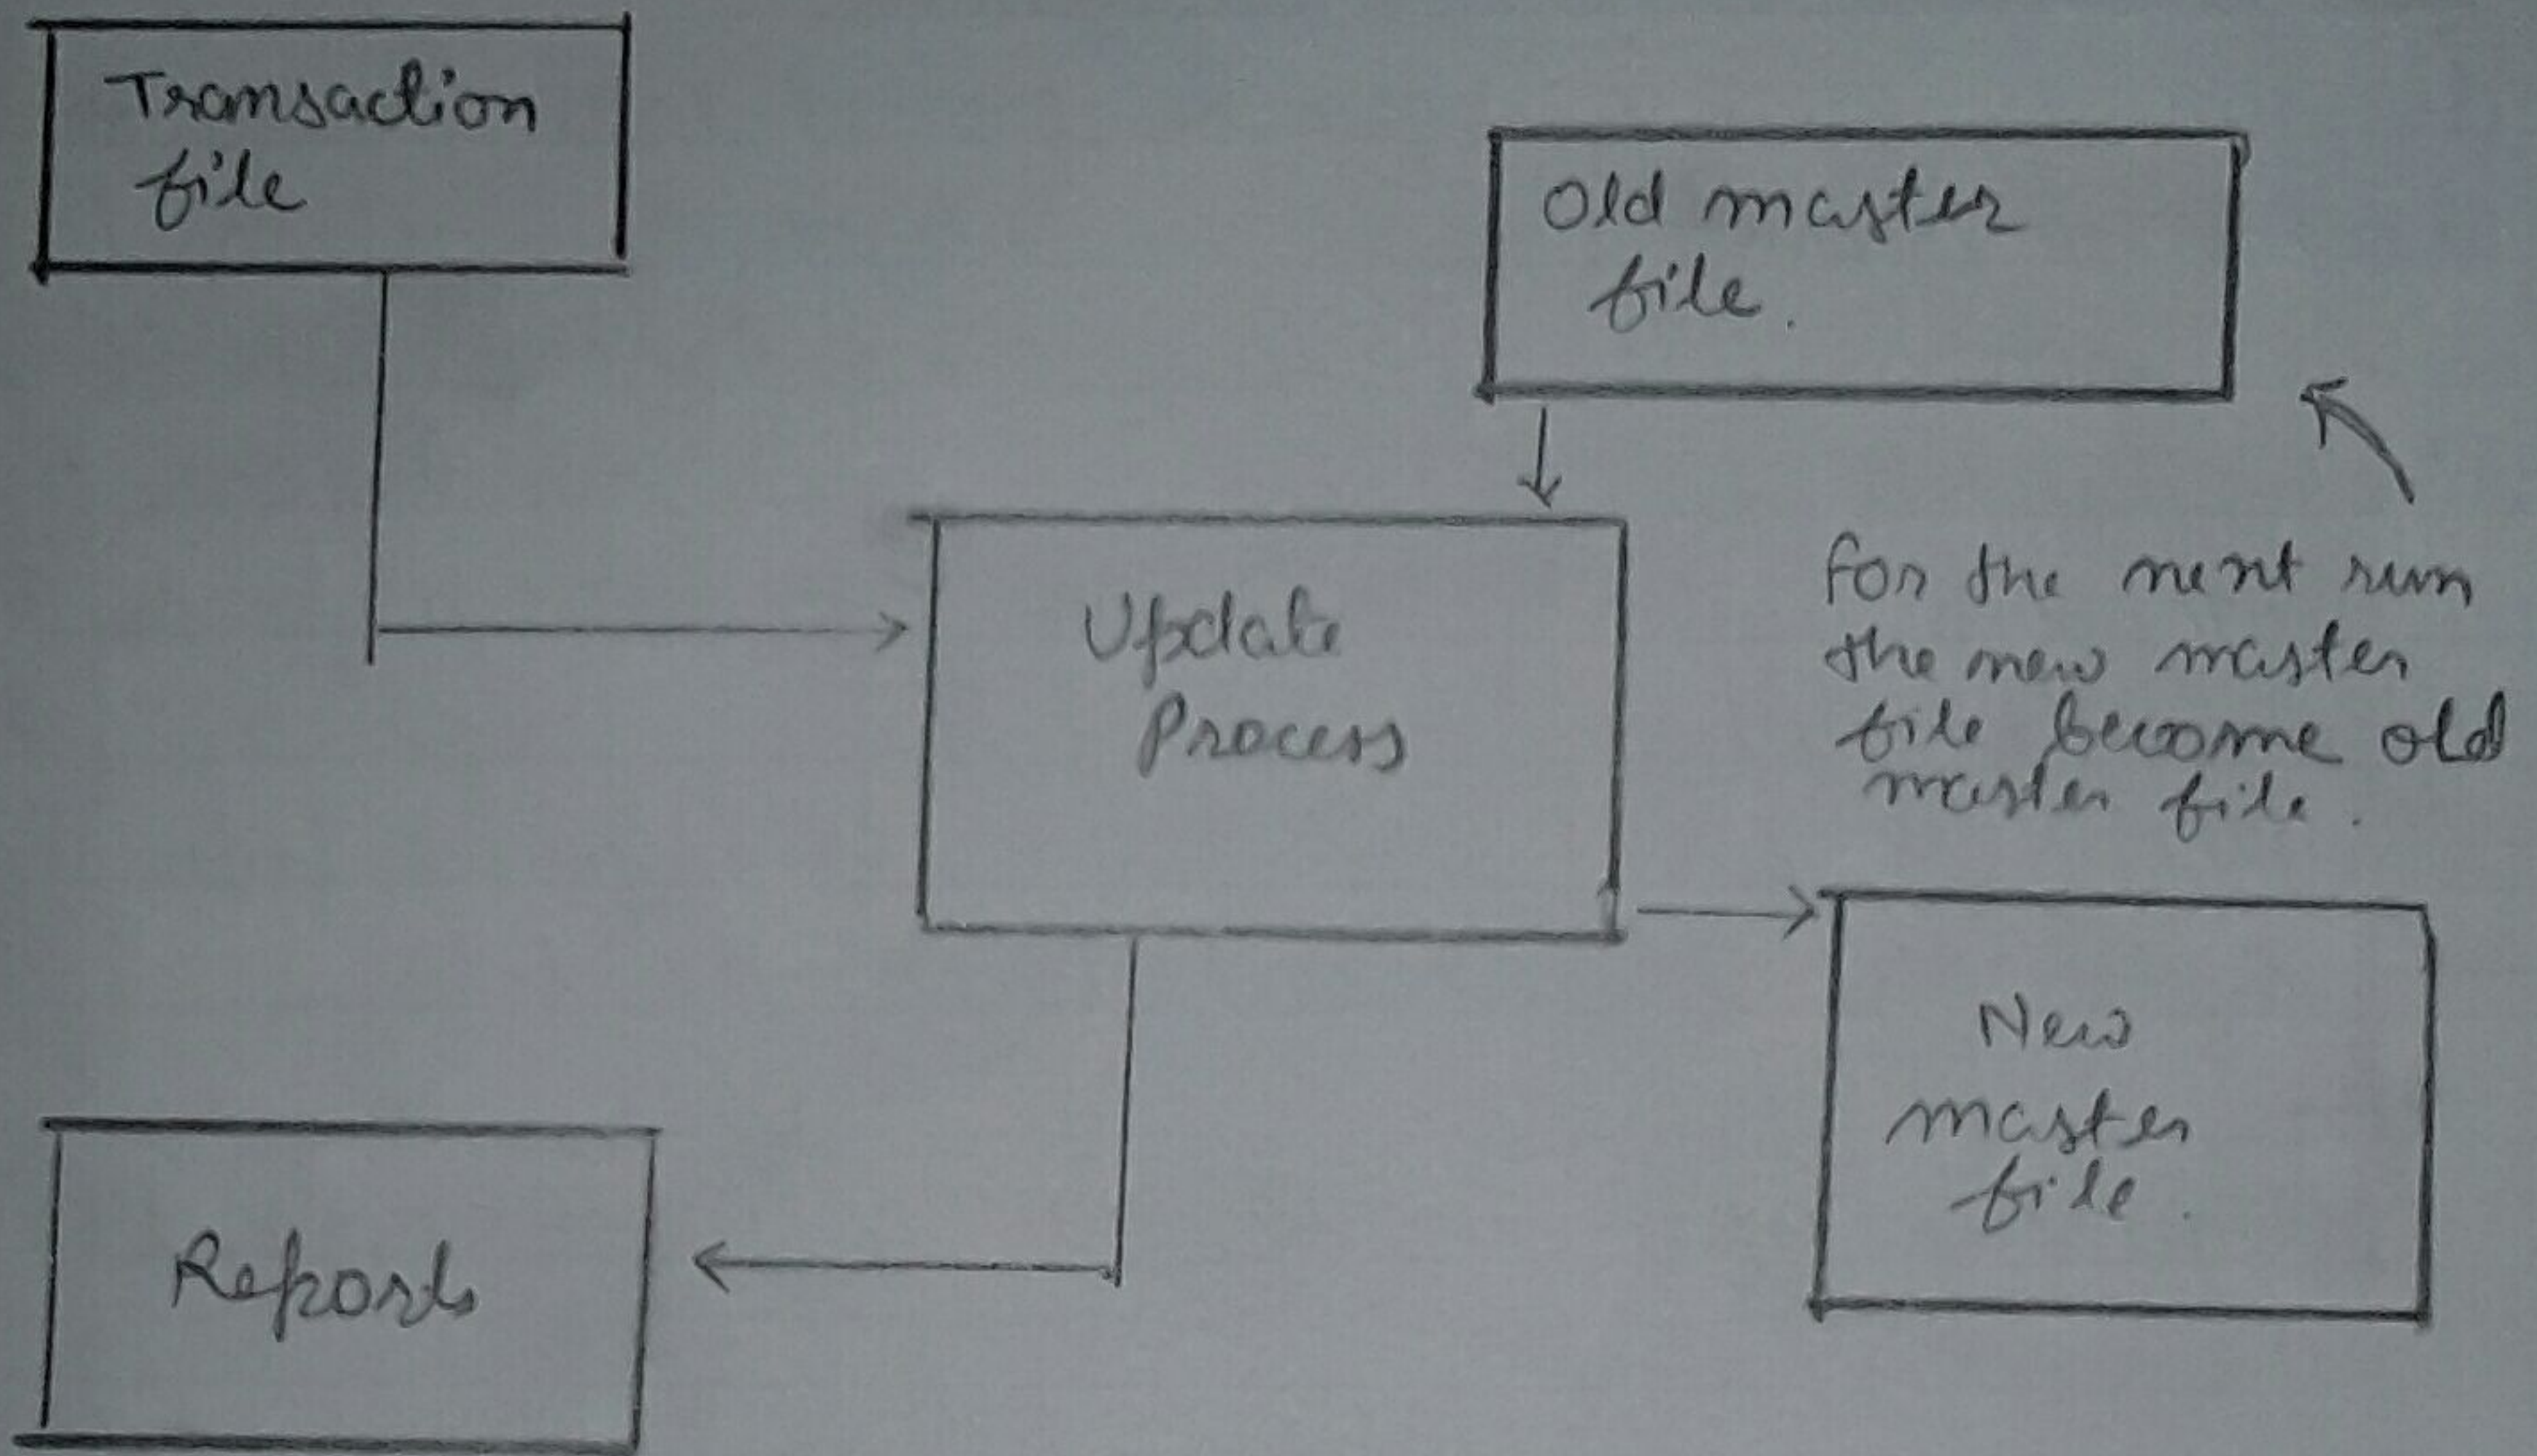 Transaction
file
Old master
file.
for the next run
the new master
file become old
master file.
Update
Process
New
master
file.
Reports